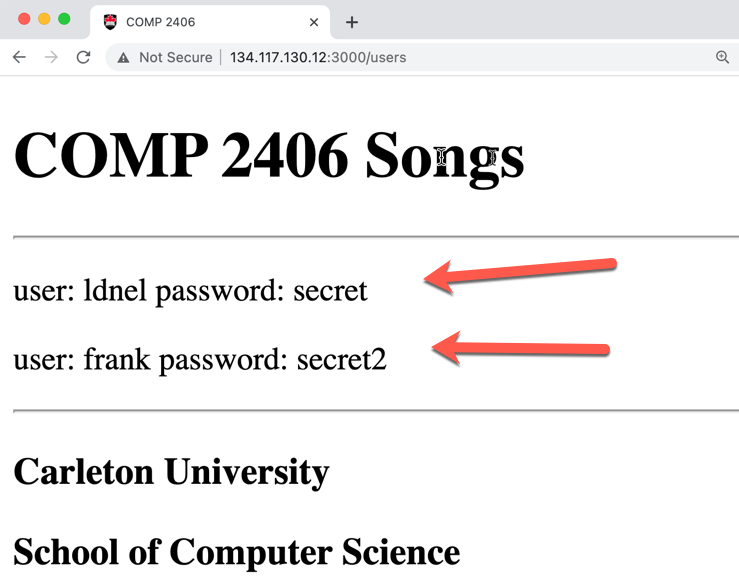 COMP 2406
Not Secure | 134.117.130.12:3000/users
COMP 2406 Songs
user: ldnel password: secret
user: frank password: secret2
Carleton University
School of Computer Science